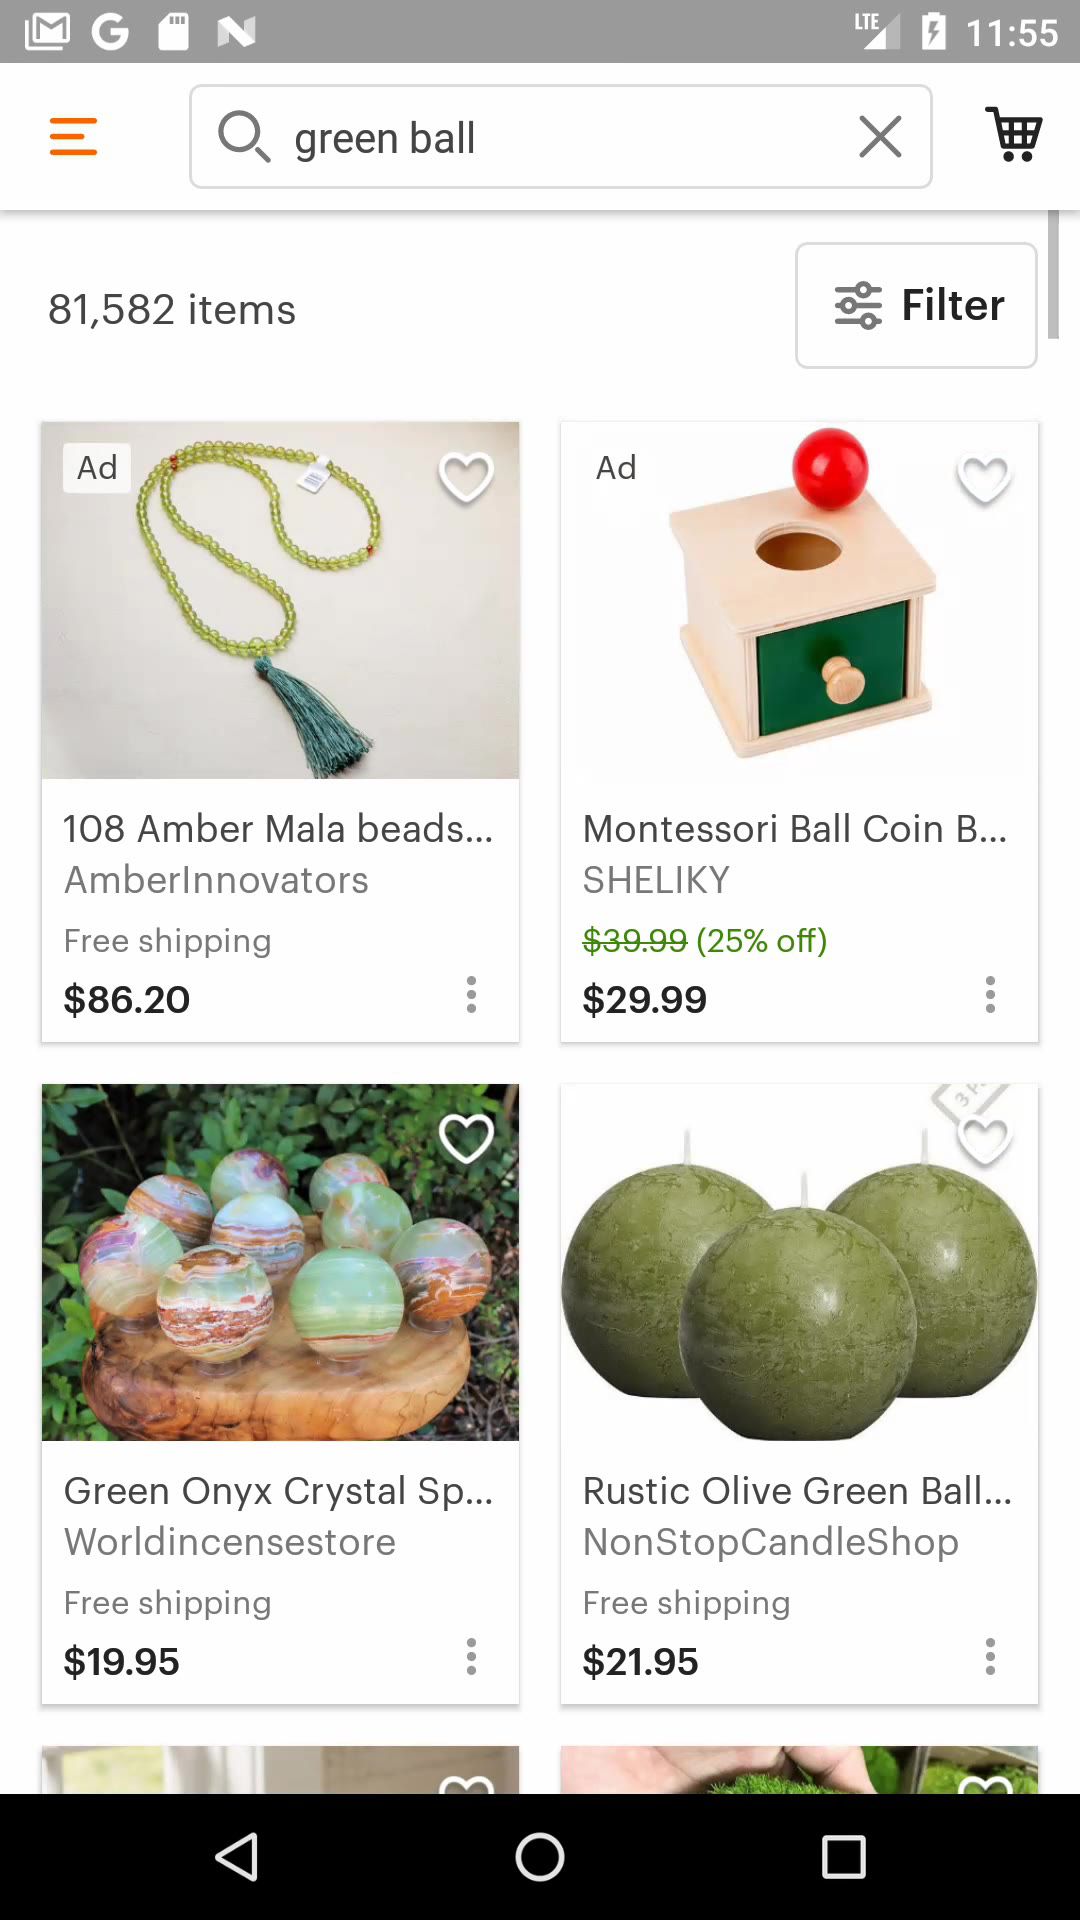 LTE 11:55
green ball
81,582 items
Filter
Ad
Ad
108 Amber Mala beads...
AmberInnovators
Free shipping
$86.20
Montessori Ball Coin B...
SHELIKY
$39.99 (25% off)
$29.99
Green Onyx Crystal Sp...
Worldincensestore
Free shipping
$19.95
3
Rustic Olive Green Ball...
NonStopCandleShop
Free shipping
$21.95